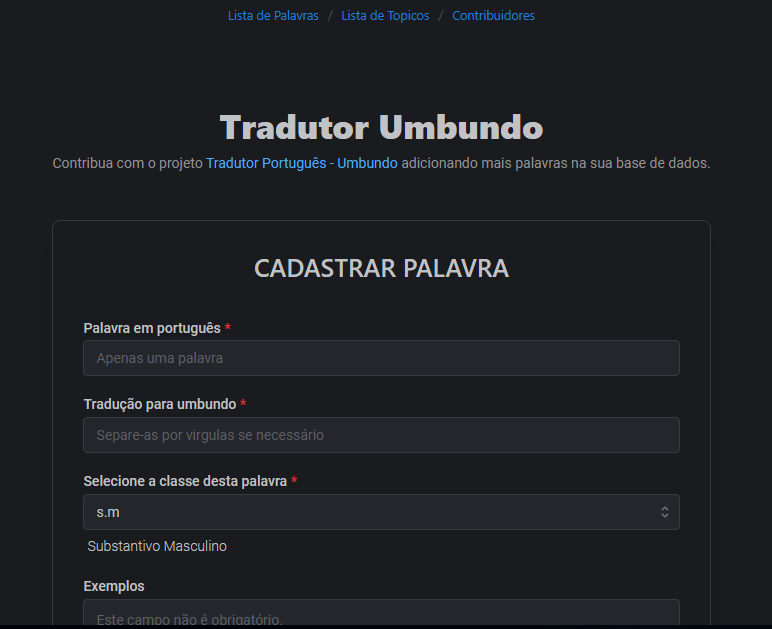 Lista de Palavras / Lista de Topicos / Contribuidores
Tradutor Umbundo
Contribua com o projeto Tradutor Português - Umbundo adicionando mais palavras na sua base de dados.
CADASTRAR PALAVRA
Palavra em português *
Apenas uma palavra
Tradução para umbundo *
Separe-as por virgulas se necessário
Selecione a classe desta palavra *
s.m
Substantivo Masculino
Exemplos
Este campo não é obrigatório.